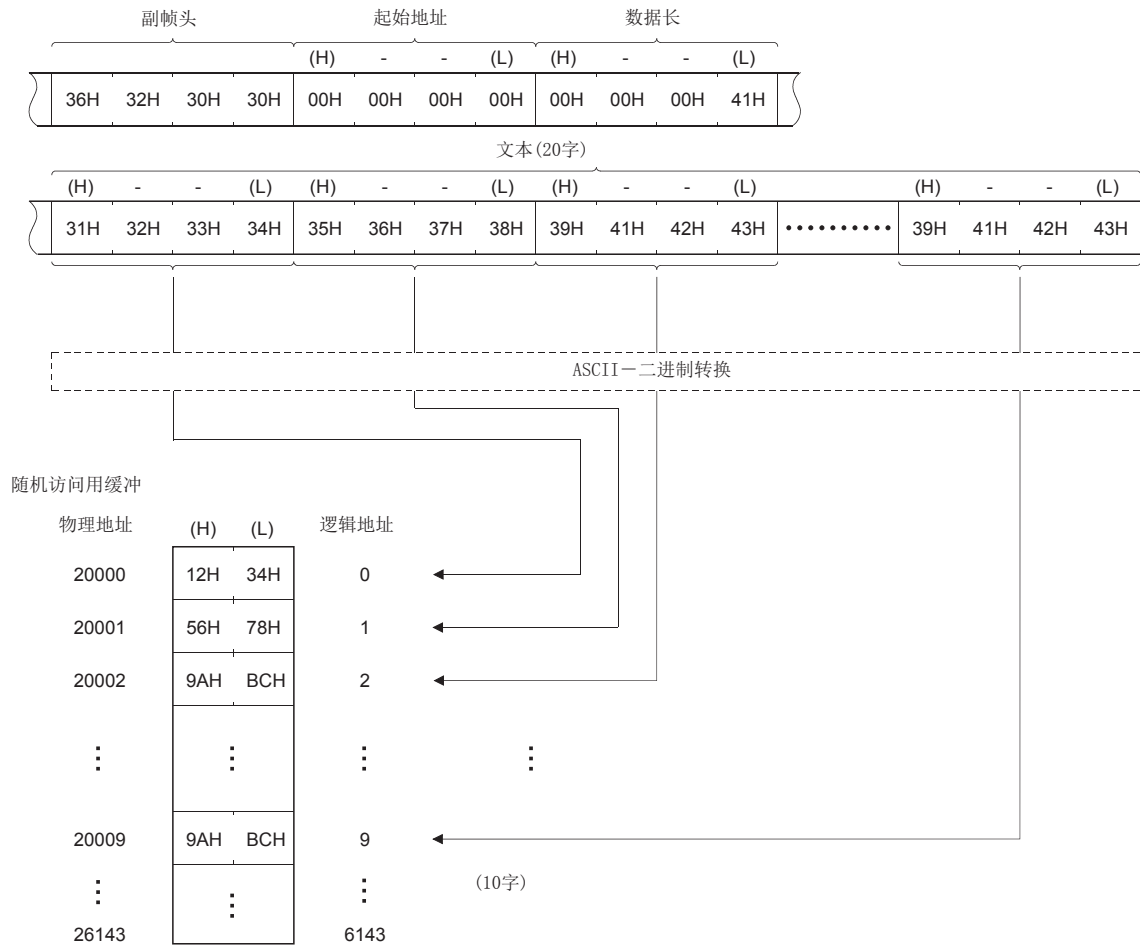 副帧头 起始地址 数据长
(H) - - (L) (H) - - (L)
36H 32H 30H 30H 00H 00H 00H 00H 00H 00H 00H 41H
文本(20字)
(H) - - (L) (H) - - (L) (H) - - (L) (H) - - (L)
31H 32H 33H 34H 35H 36H 37H 38H 39H 41H 42H 43H •••••••••• 39H 41H 42H 43H
ASCII－二进制转换
随机访问用缓冲
物理地址 (H) (L) 逻辑地址
20000 12H 34H 0
20001 56H 78H 1
20002 9AH BCH 2
⋮ ⋮ ⋮ ⋮
20009 9AH BCH 9
⋮ ⋮ ⋮ (10字)
26143 6143